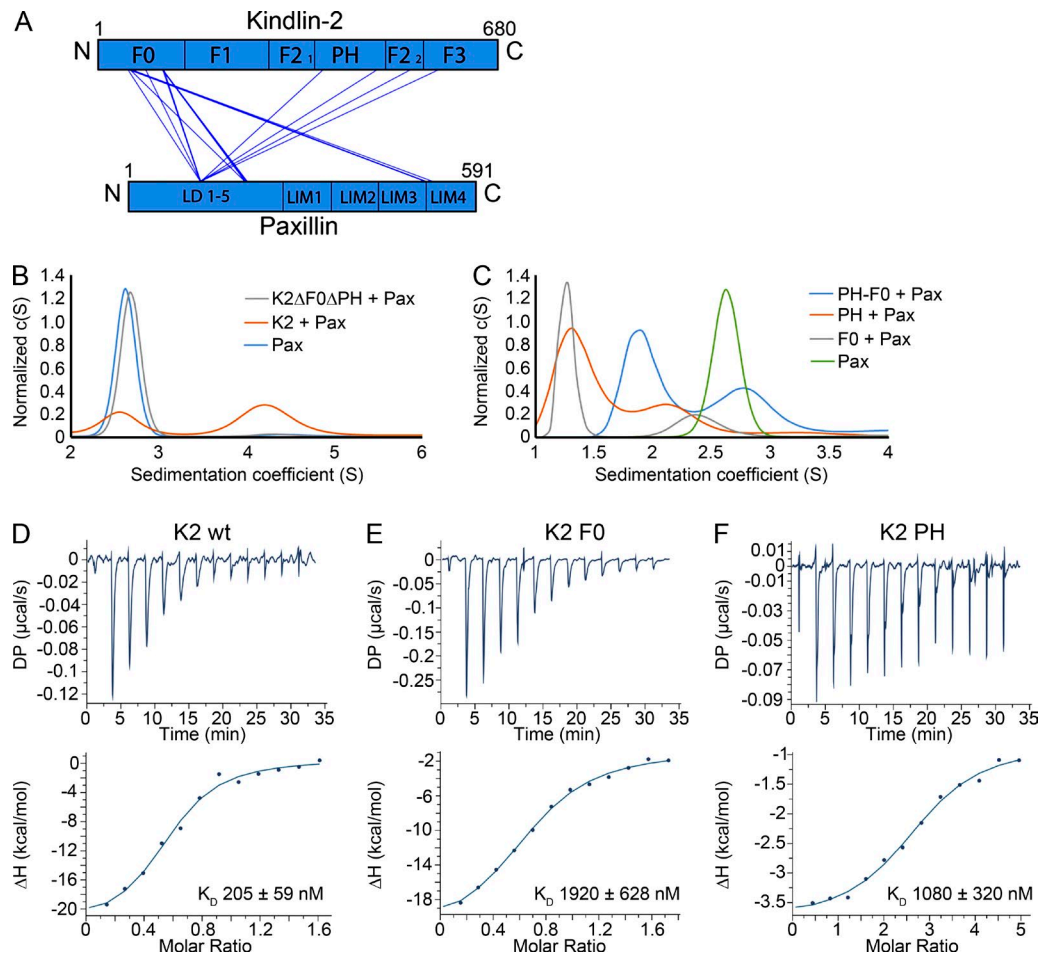 A
Kindlin-2
1 680
N F0 F1 F2 1 PH F2 2 F3 C
1 591
N LD 1-5 LIM1 LIM2 LIM3 LIM4 C
Paxillin
B
Normalized c(S)
1.4
1.2
1.0
0.8
0.6
0.4
0.2
0
2 3 4 5 6
Sedimentation coefficient (S)
K2ΔF0ΔPH + Pax
K2 + Pax
Pax
C
Normalized c(S)
1.4
1.2
1.0
0.8
0.6
0.4
0.2
0
1 1.5 2 2.5 3 3.5 4
Sedimentation coefficient (S)
PH-F0 + Pax
PH + Pax
F0 + Pax
Pax
D
K2 wt
DP (µcal/s)
0
-0.02
-0.04
-0.06
-0.08
-0.1
-0.12
0 5 10 15 20 25 30 35
Time (min)
ΔH (kcal/mol)
0
-4
-8
-12
-16
-20
KD 205 ± 59 nM
0 0.4 0.8 1.2 1.6
Molar Ratio
E
K2 F0
DP (µcal/s)
0
-0.05
-0.1
-0.15
-0.2
-0.25
0 5 10 15 20 25 30 35
Time (min)
ΔH (kcal/mol)
-2
-6
-10
-14
-18
KD 1920 ± 628 nM
0 0.4 0.8 1.2 1.6
Molar Ratio
F
K2 PH
DP (µcal/s)
0.01
0
-0.01
-0.03
-0.05
-0.07
-0.09
0 5 10 15 20 25 30 35
Time (min)
ΔH (kcal/mol)
-1
-1.5
-2
-2.5
-3
-3.5
KD 1080 ± 320 nM
0 1 2 3 4 5
Molar Ratio